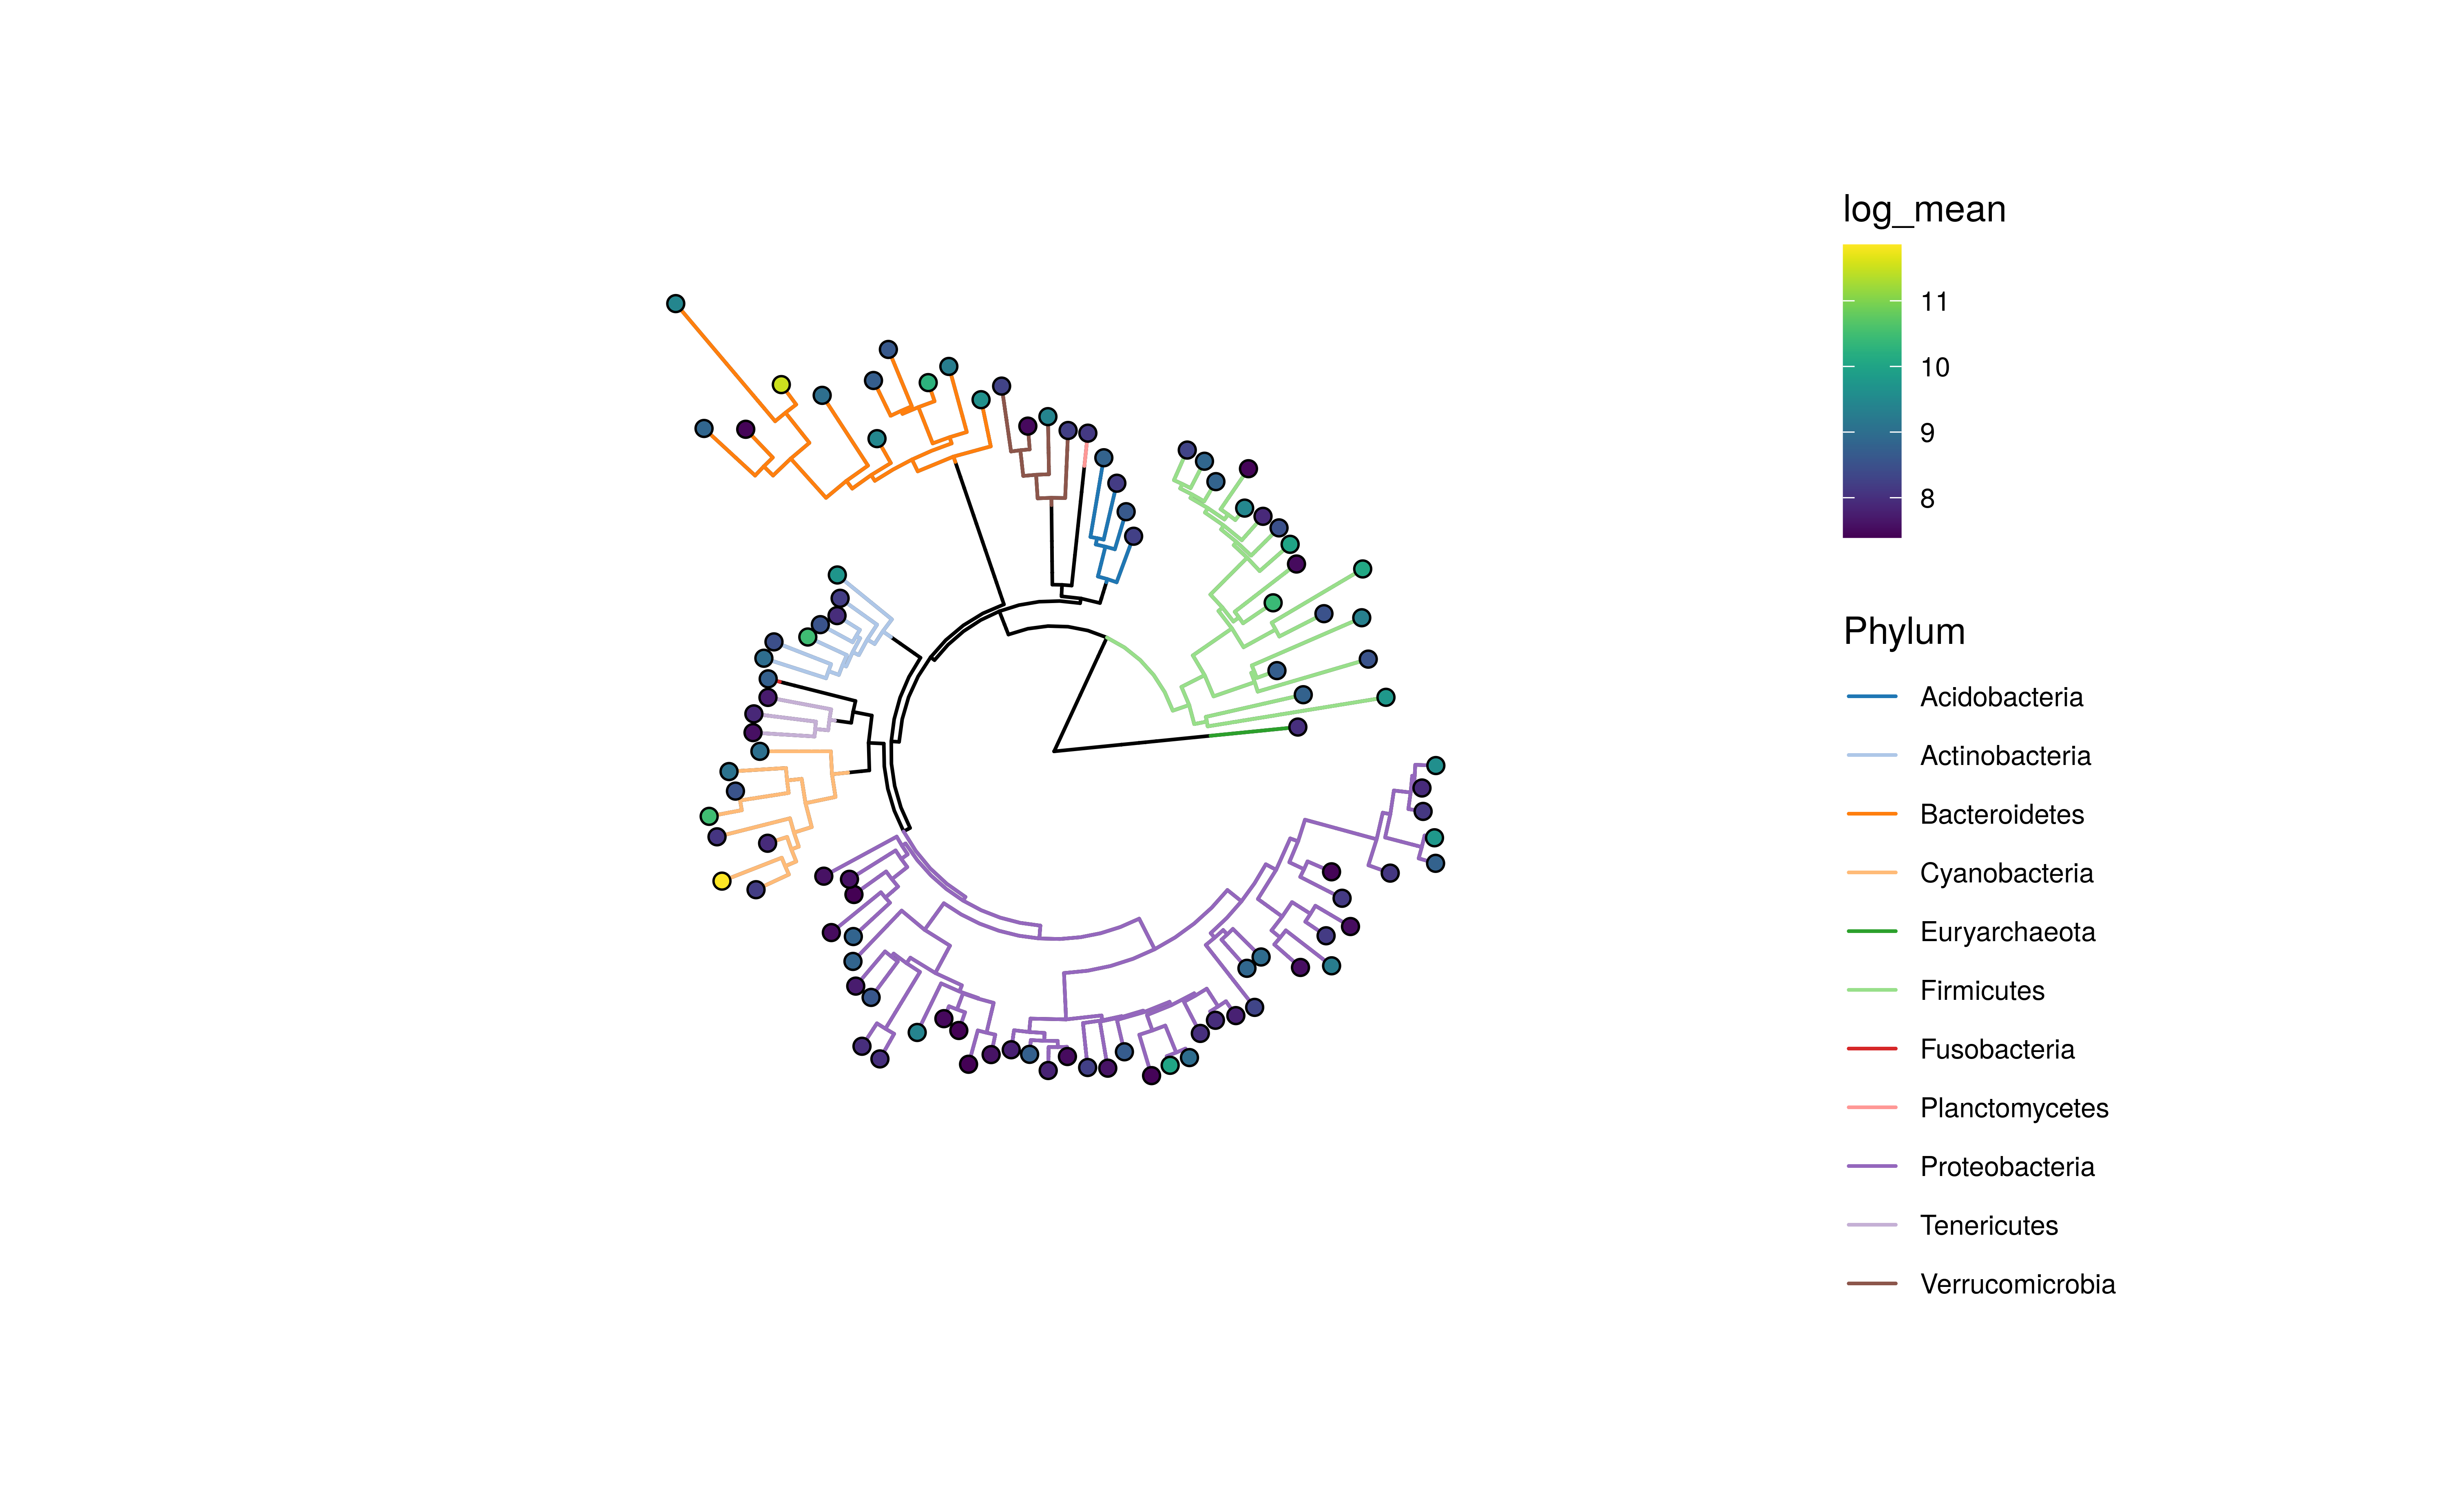 log_mean
11
10
9
8
Phylum
Acidobacteria
Actinobacteria
Bacteroidetes
Cyanobacteria
Euryarchaeota
Firmicutes
Fusobacteria
Planctomycetes
Proteobacteria
Tenericutes
Verrucomicrobia